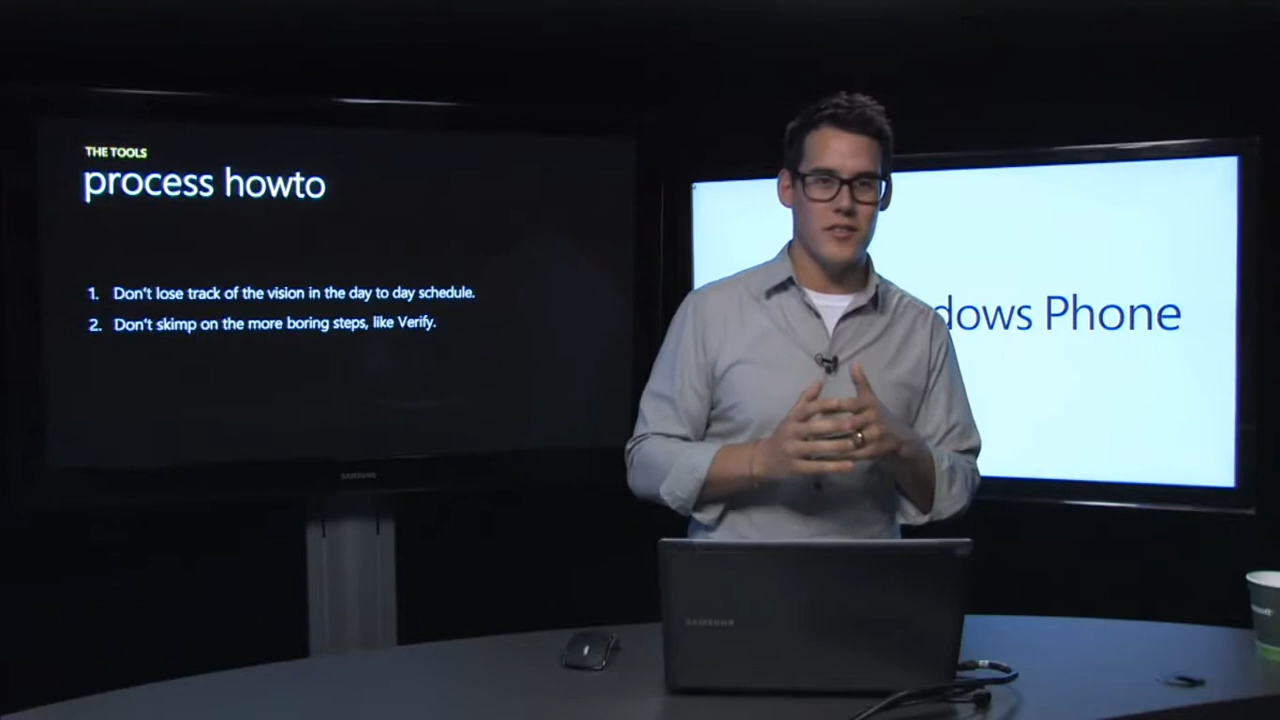 THE TOOLS
process howto
1. Don't lose track of the vision in the day to day schedule.
2. Don't skimp on the more boring steps, like Verify.
SAMSUNG
dows Phone
SAMSUNG